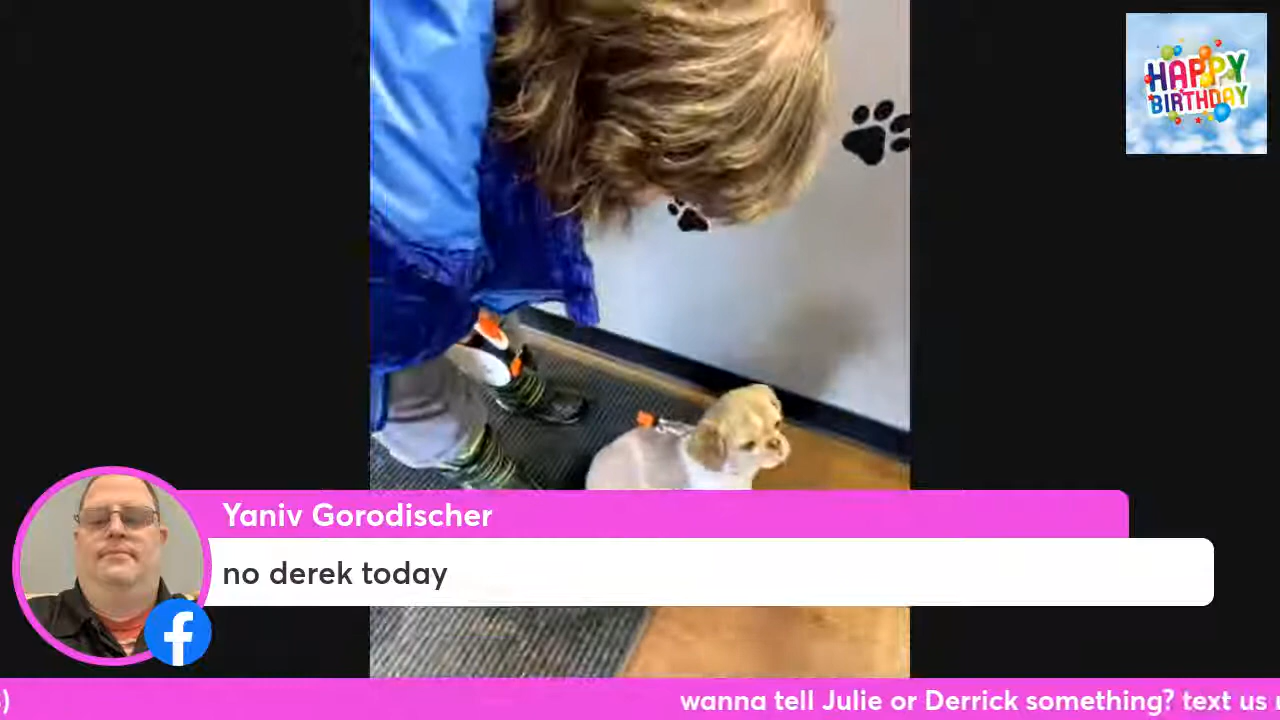 HAPPY
BIRTHDAY
Yaniv Gorodischer
no derek today
) wanna tell Julie or Derrick something? text us